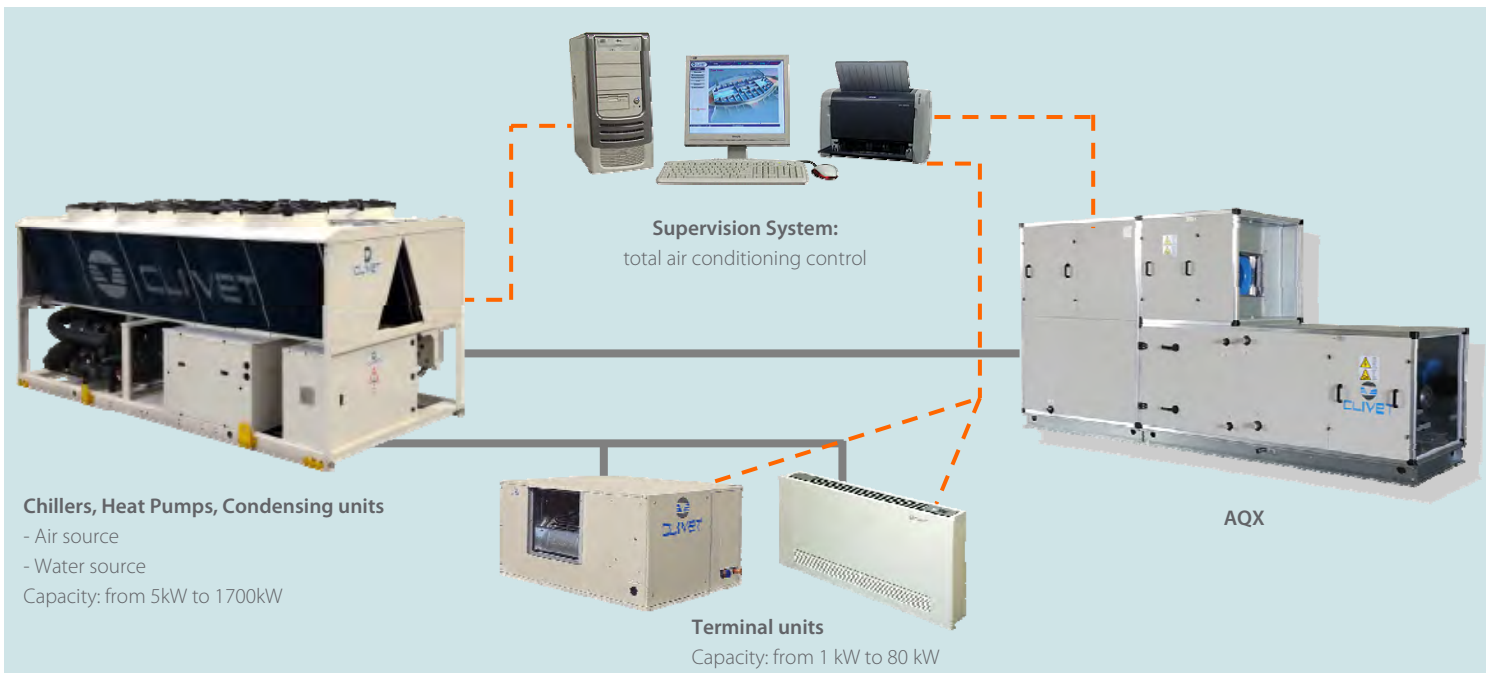 Supervision System:
total air conditioning control
CLIVET
CLIVET
Chillers, Heat Pumps, Condensing units
- Air source
- Water source
Capacity: from 5kW to 1700kW
CLIVET
Terminal units
Capacity: from 1 kW to 80 kW
CLIVET
AQX